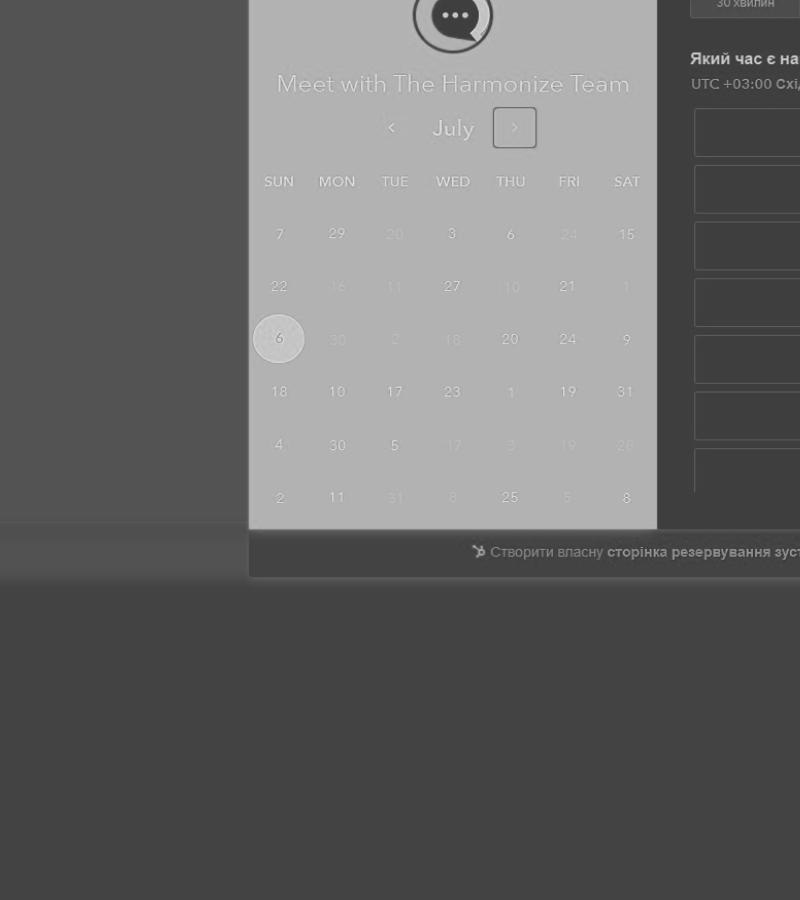 30 хвилин
Meet with The Harmonize Team
July
SUN MON TUE WED THU FRI SAT
7 29 20 3 6 24 15
22 16 11 27 10 21 1
6 30 2 18 20 24 9
18 10 17 23 1 19 31
4 30 5 17 3 19 28
2 11 31 8 25 5 8
Який час є на
UTC +03:00 Схі
Створити власну сторінка резервування зуст